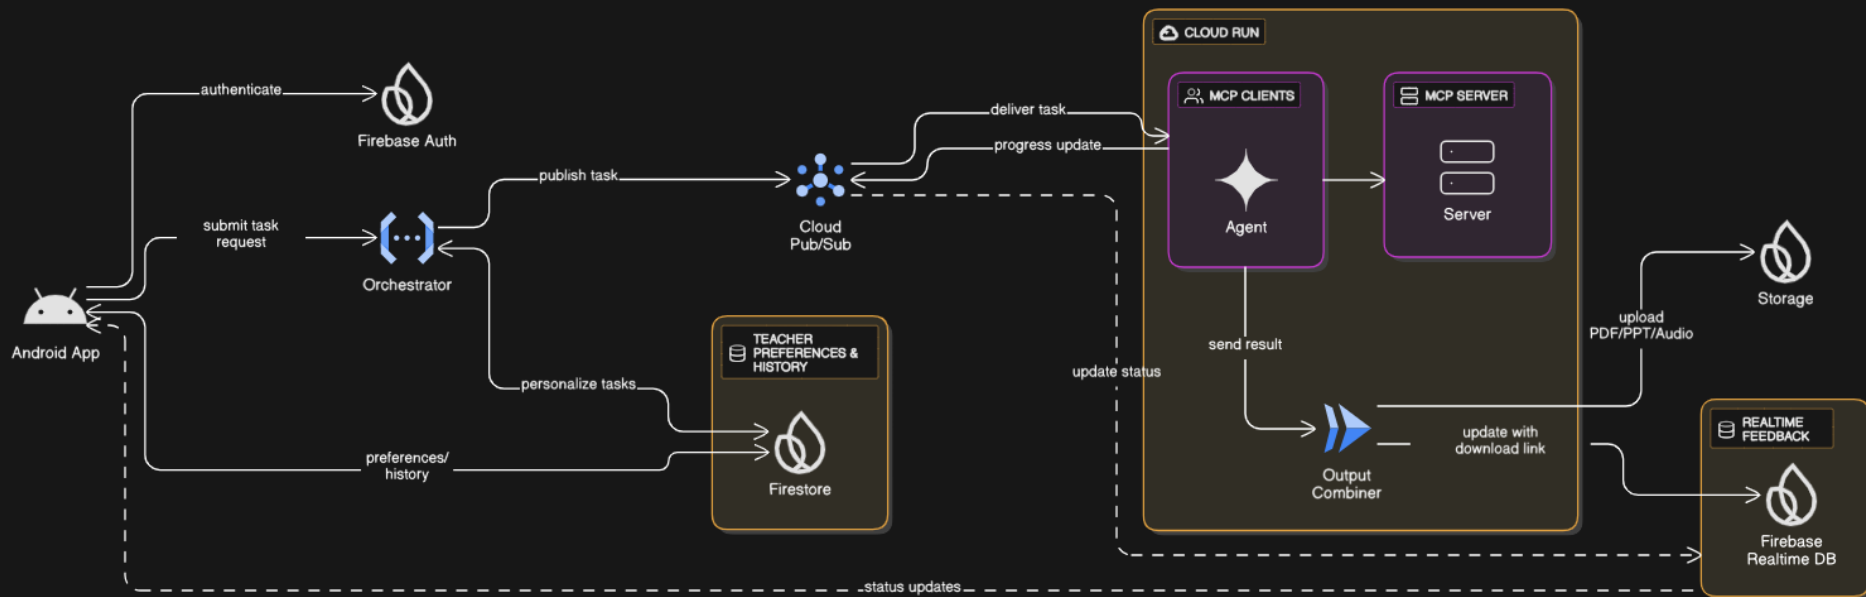 CLOUD RUN
authenticate
Firebase Auth
submit task
request
Orchestrator
Android App
publish task
Cloud
Pub/Sub
deliver task
progress update
MCP CLIENTS
Agent
MCP SERVER
Server
personalize tasks
TEACHER
PREFERENCES &
HISTORY
Firestore
preferences/
history
update status
send result
Output
Combiner
upload
PDF/PPT/Audio
Storage
update with
download link
REALTIME
FEEDBACK
Firebase
Realtime DB
status updates